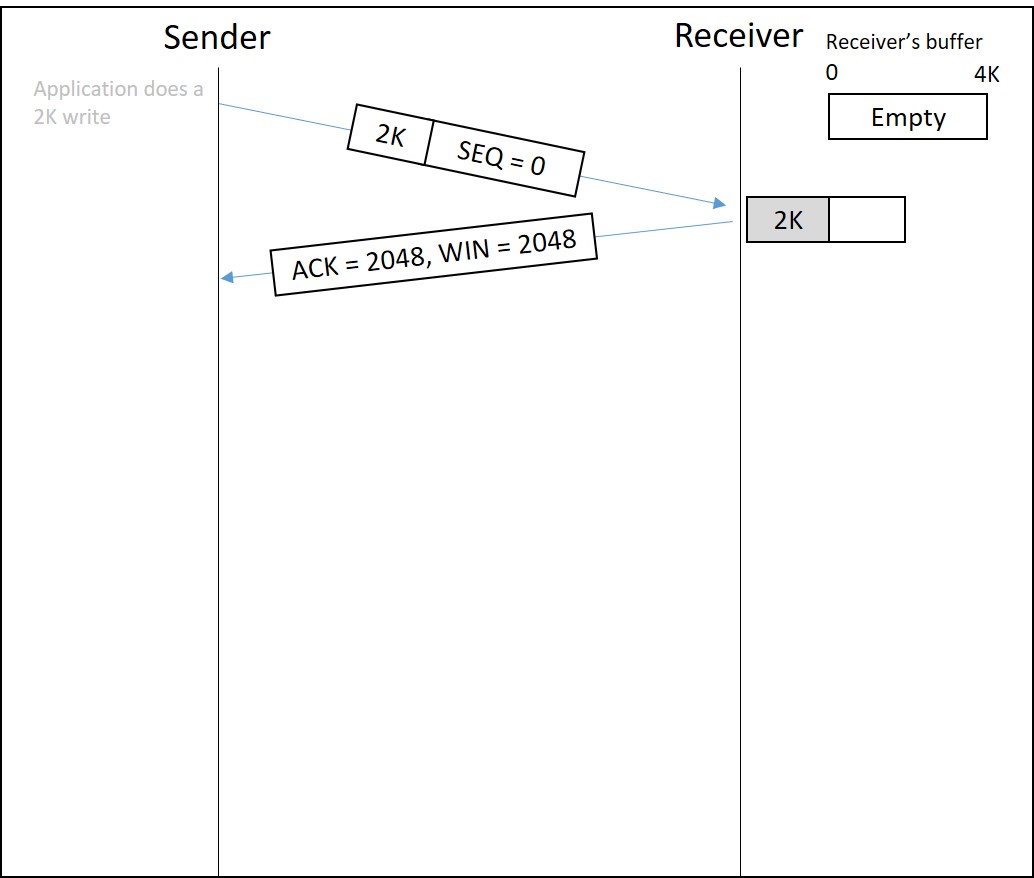 Sender
Receiver
Receiver’s buffer
0
4K
Application does a
2K write
Empty
2K
SEQ = 0
2K
ACK = 2048, WIN = 2048